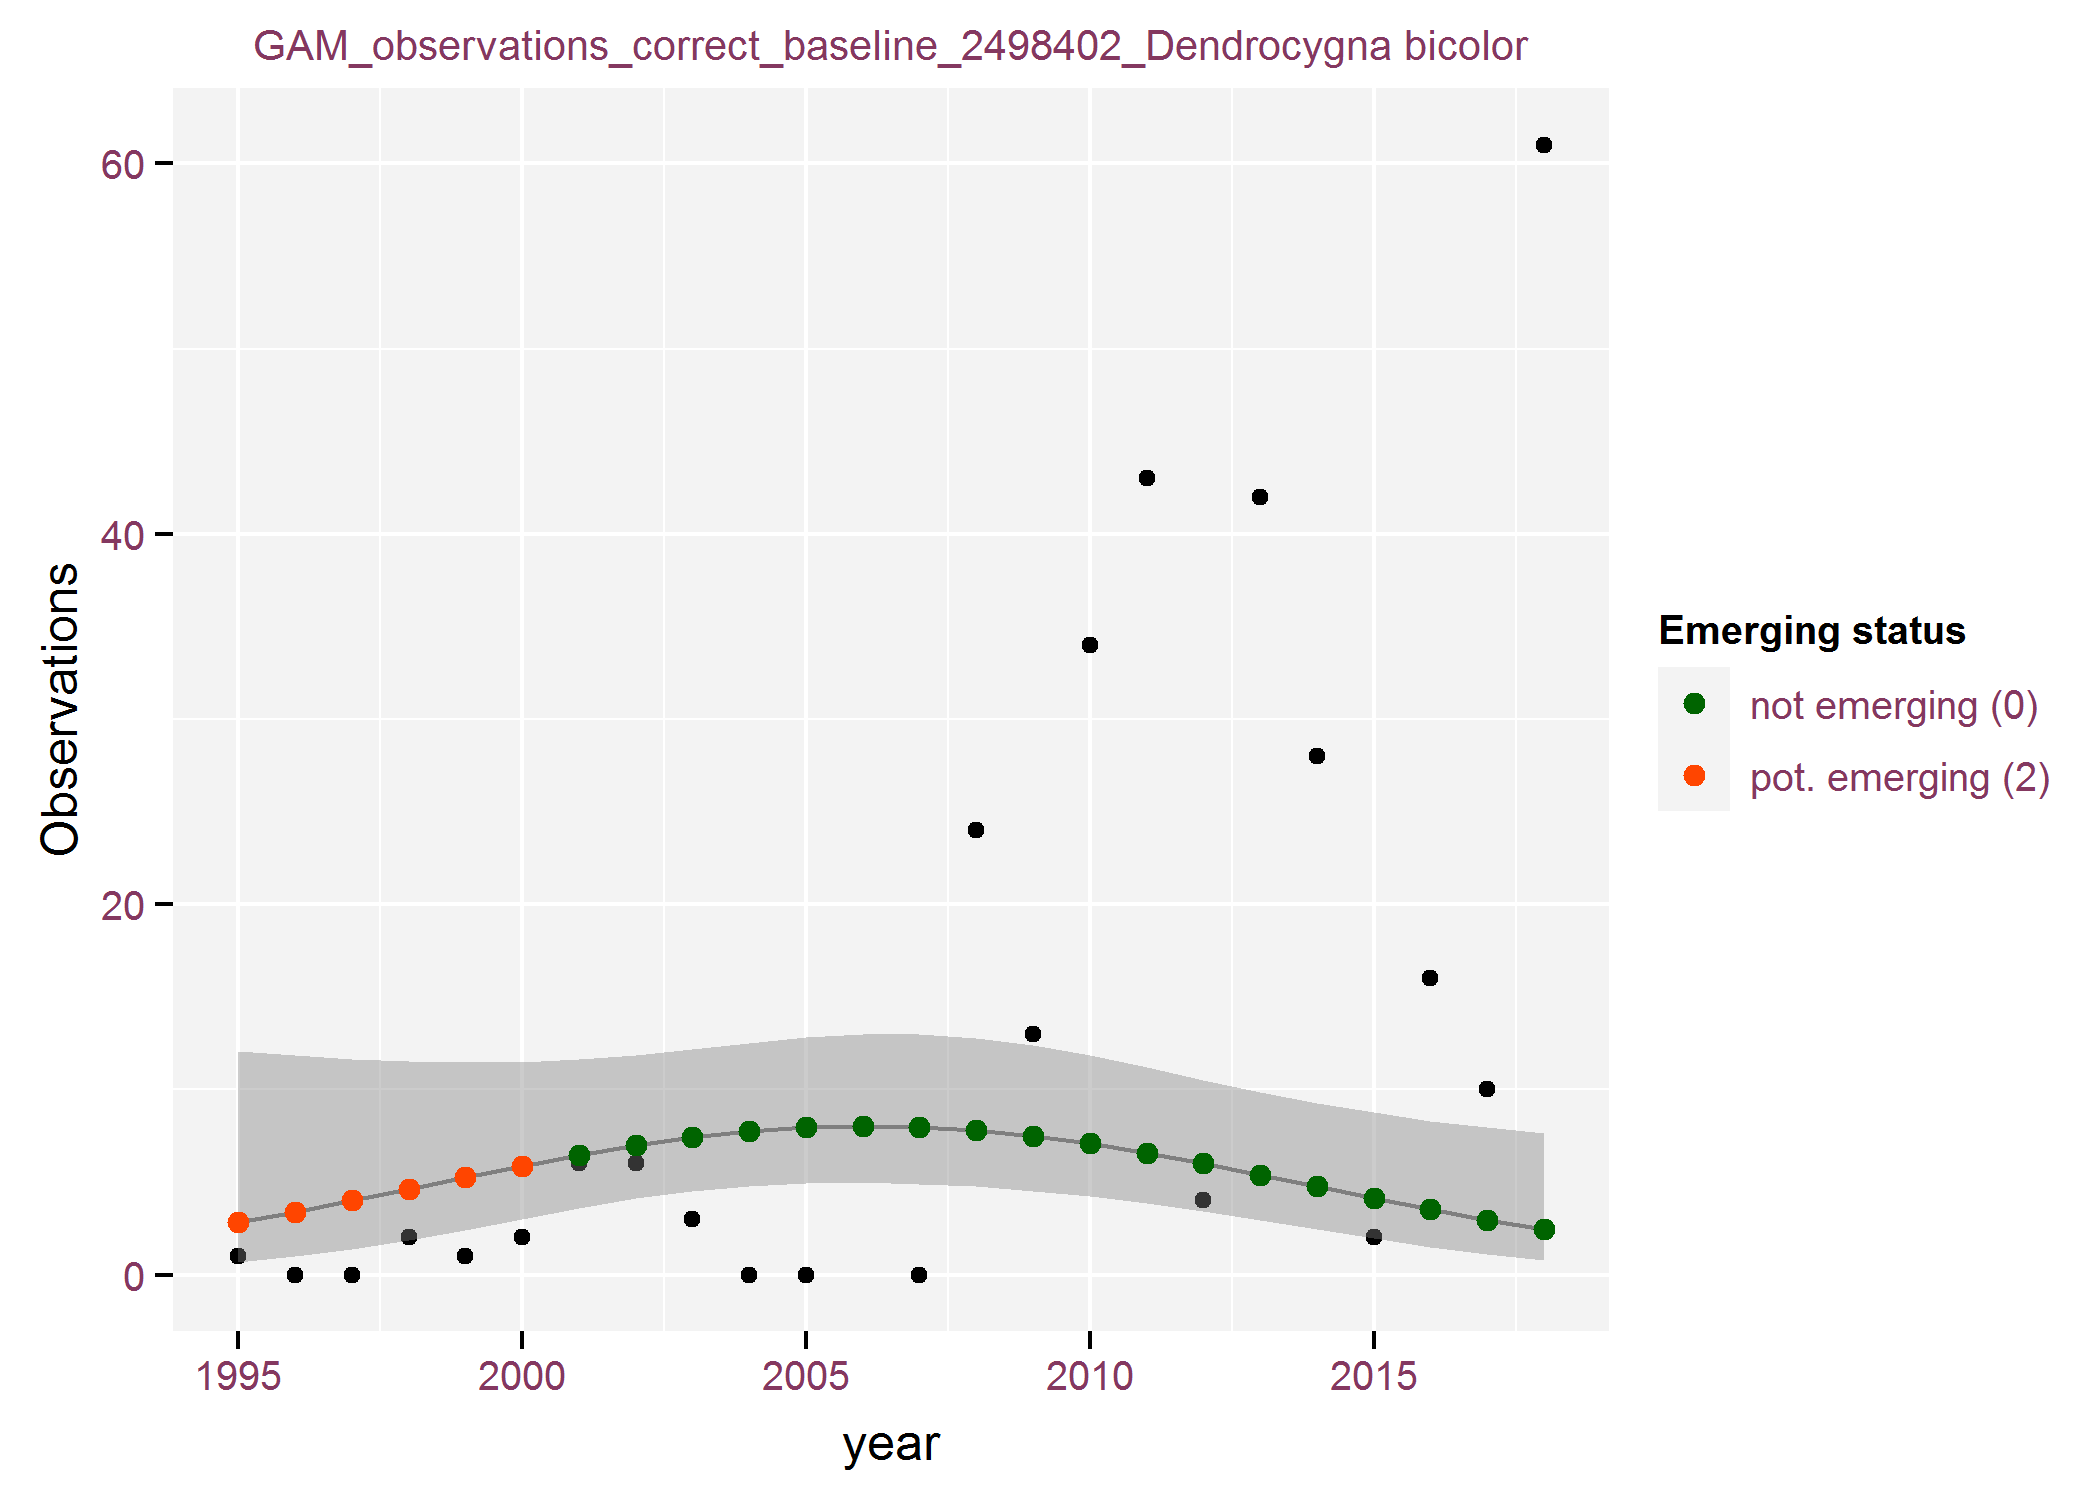 GAM_observations_correct_baseline_2498402_Dendrocygna bicolor
60
40
20
0
Observations
1995 2000 2005 2010 2015
year
Emerging status
not emerging (0)
pot. emerging (2)